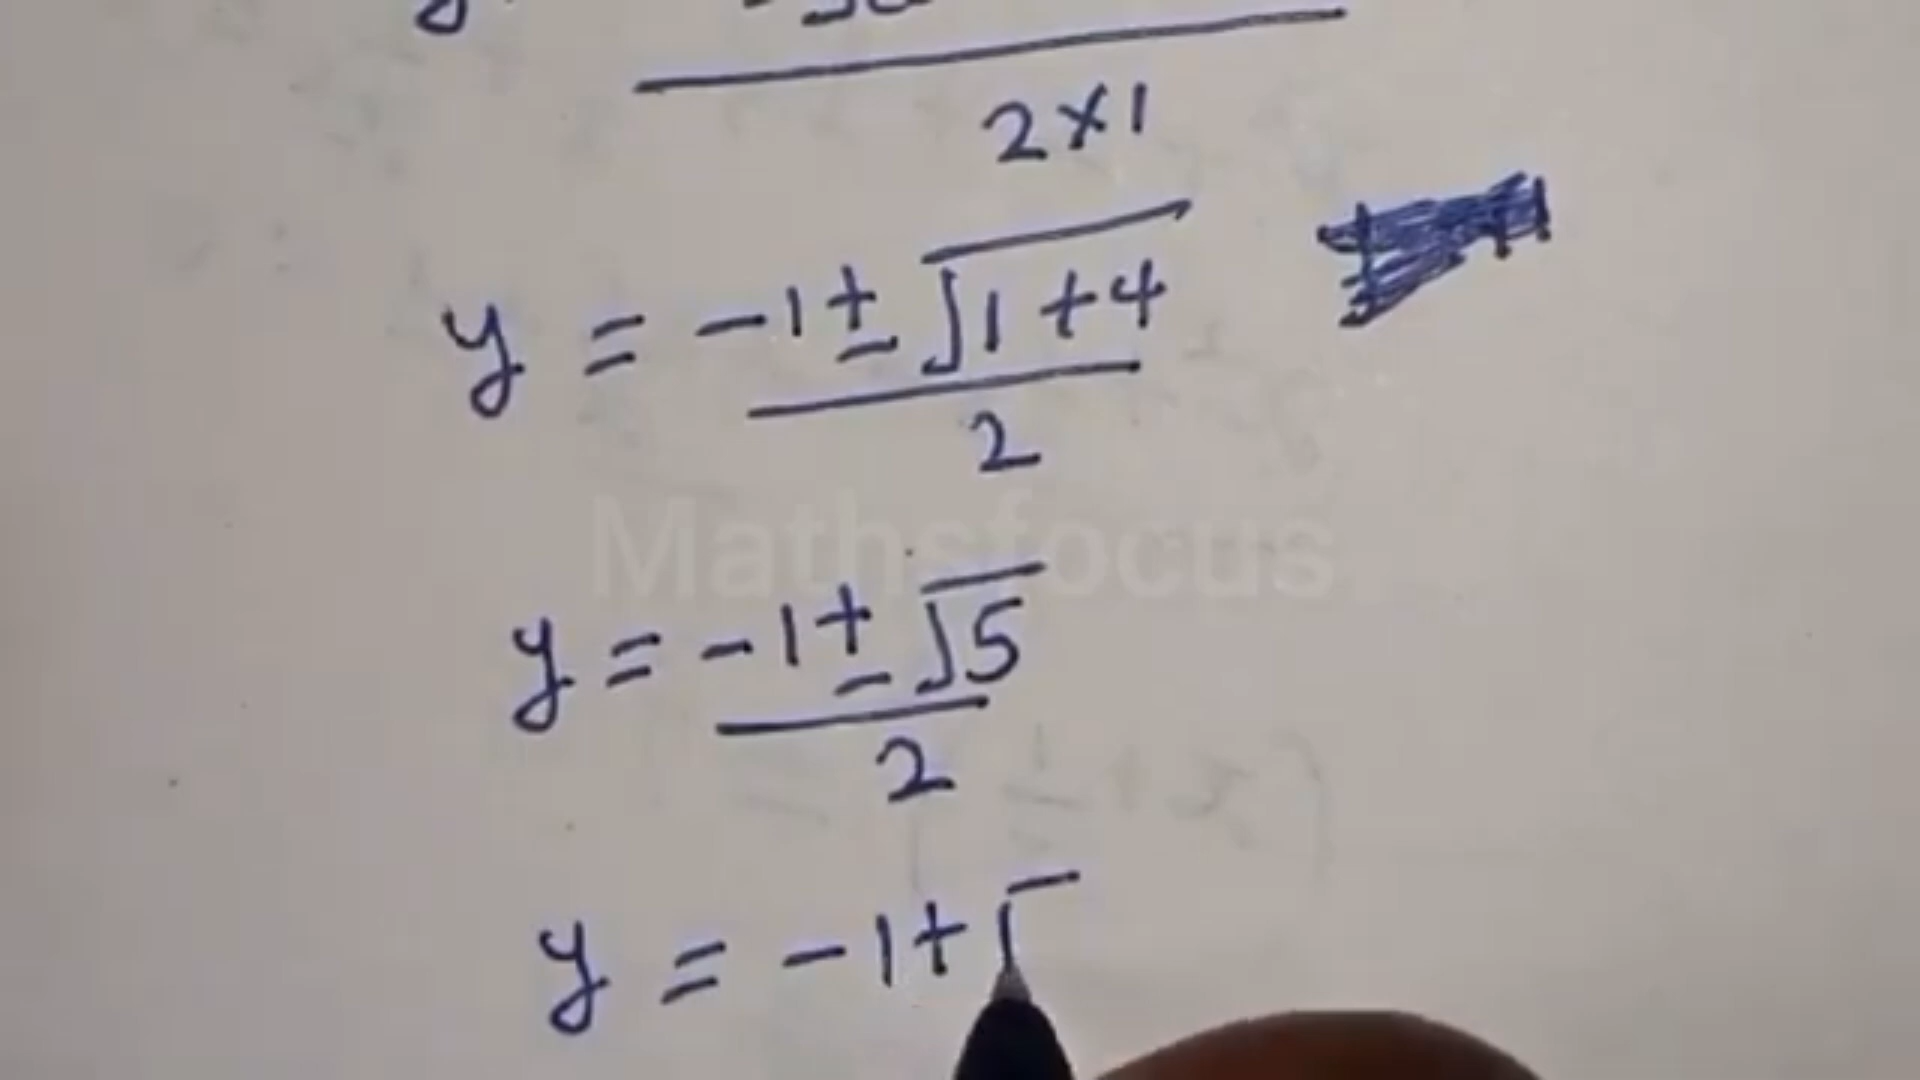 2×1
y = -1 ± √1+4
2
Mathsfocus
y = -1 ± √5
2
y = -1+√